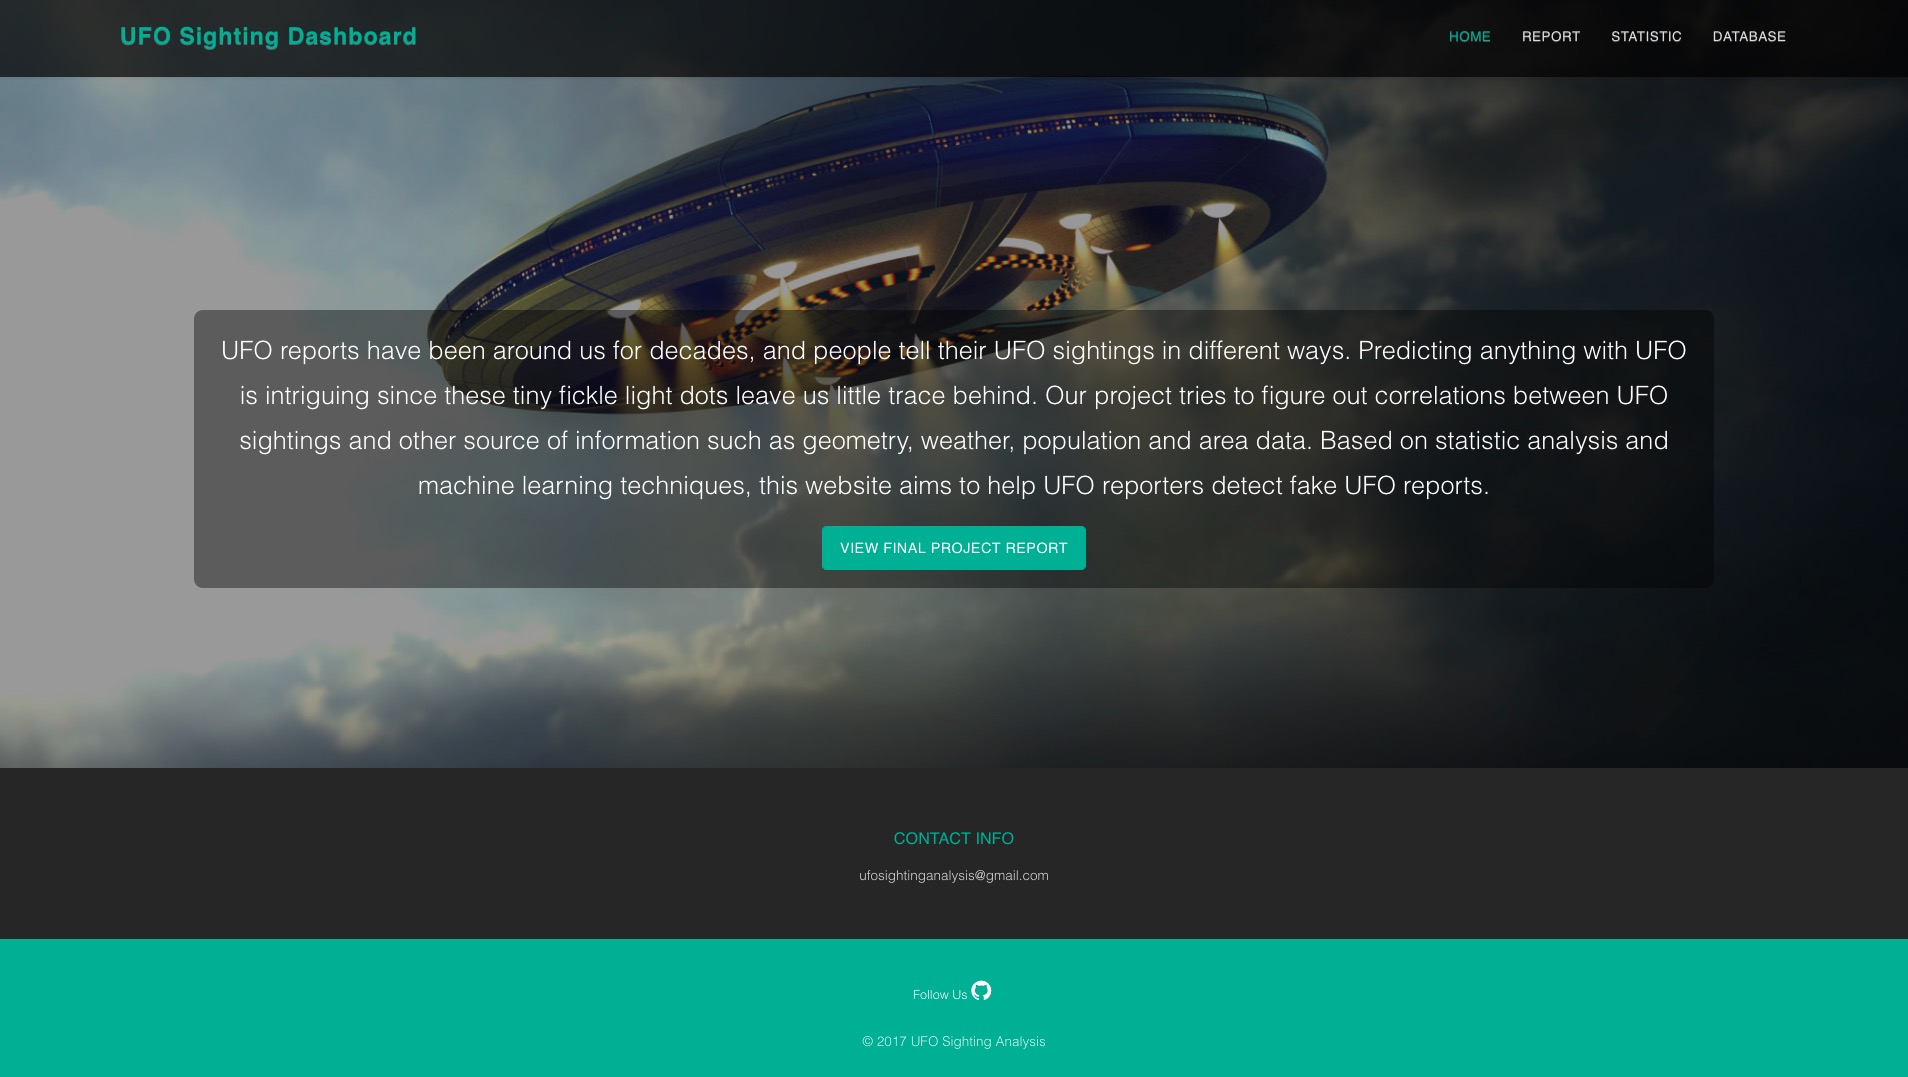 UFO Sighting Dashboard
HOME REPORT STATISTIC DATABASE
UFO reports have been around us for decades, and people tell their UFO sightings in different ways. Predicting anything with UFO
is intriguing since these tiny fickle light dots leave us little trace behind. Our project tries to figure out correlations between UFO
sightings and other source of information such as geometry, weather, population and area data. Based on statistic analysis and
machine learning techniques, this website aims to help UFO reporters detect fake UFO reports.
VIEW FINAL PROJECT REPORT
CONTACT INFO
ufosightinganalysis@gmail.com
Follow Us
© 2017 UFO Sighting Analysis